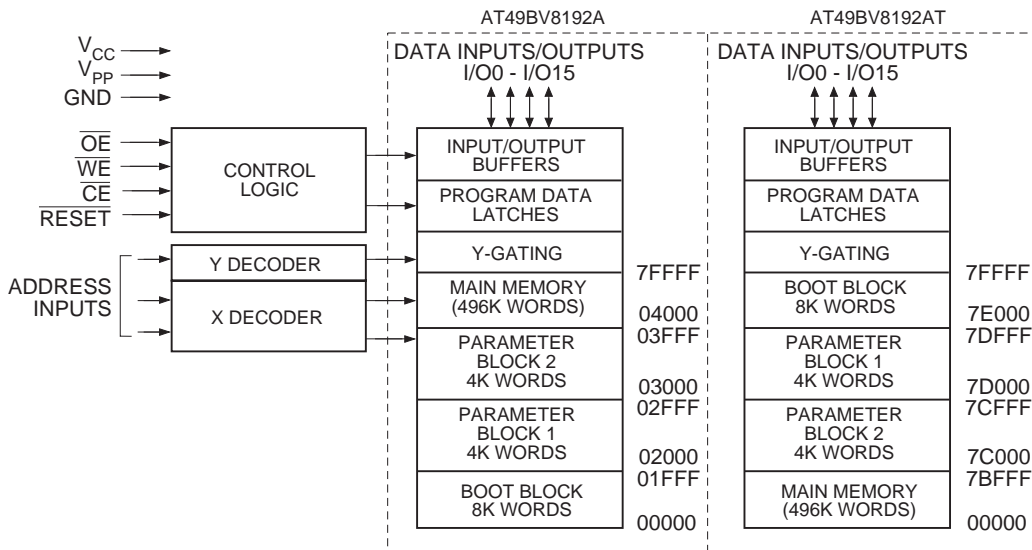 AT49BV8192A
AT49BV8192AT
VCC
VPP
GND
OE
WE
CE
RESET
ADDRESS
INPUTS
CONTROL
LOGIC
Y DECODER
X DECODER
DATA INPUTS/OUTPUTS
I/O0 - I/O15
INPUT/OUTPUT
BUFFERS
PROGRAM DATA
LATCHES
Y-GATING
MAIN MEMORY
(496K WORDS)
PARAMETER
BLOCK 2
4K WORDS
PARAMETER
BLOCK 1
4K WORDS
BOOT BLOCK
8K WORDS
7FFFF
04000
03FFF
03000
02FFF
02000
01FFF
00000
DATA INPUTS/OUTPUTS
I/O0 - I/O15
INPUT/OUTPUT
BUFFERS
PROGRAM DATA
LATCHES
Y-GATING
BOOT BLOCK
8K WORDS
PARAMETER
BLOCK 1
4K WORDS
PARAMETER
BLOCK 2
4K WORDS
MAIN MEMORY
(496K WORDS)
7FFFF
7E000
7DFFF
7D000
7CFFF
7C000
7BFFF
00000